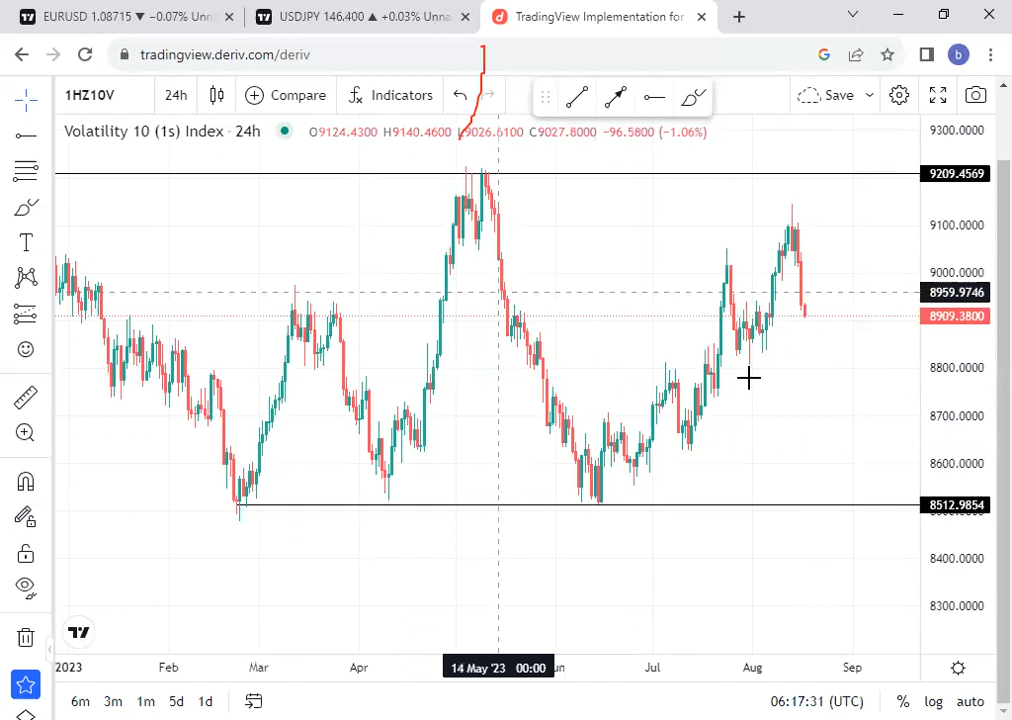 EURUSD 1.08715 ▼ −0.07% Unna
USDJPY 146.400 ▲ +0.03% Unna
TradingView Implementation for
tradingview.deriv.com/deriv
b
1HZ10V
24h
Compare
Indicators
Save
Volatility 10 (1s) Index · 24h O9124.4300 H9140.4600 L9026.6100 C9027.8000 −96.5800 (−1.06%)
9300.0000
9209.4569
9100.0000
9000.0000
8959.9746
8909.3800
8800.0000
8700.0000
8600.0000
8512.9854
8400.0000
8300.0000
2023 Feb Mar Apr 14 May '23 00:00 un Jul Aug Sep
6m 3m 1m 5d 1d
06:17:31 (UTC) % log auto